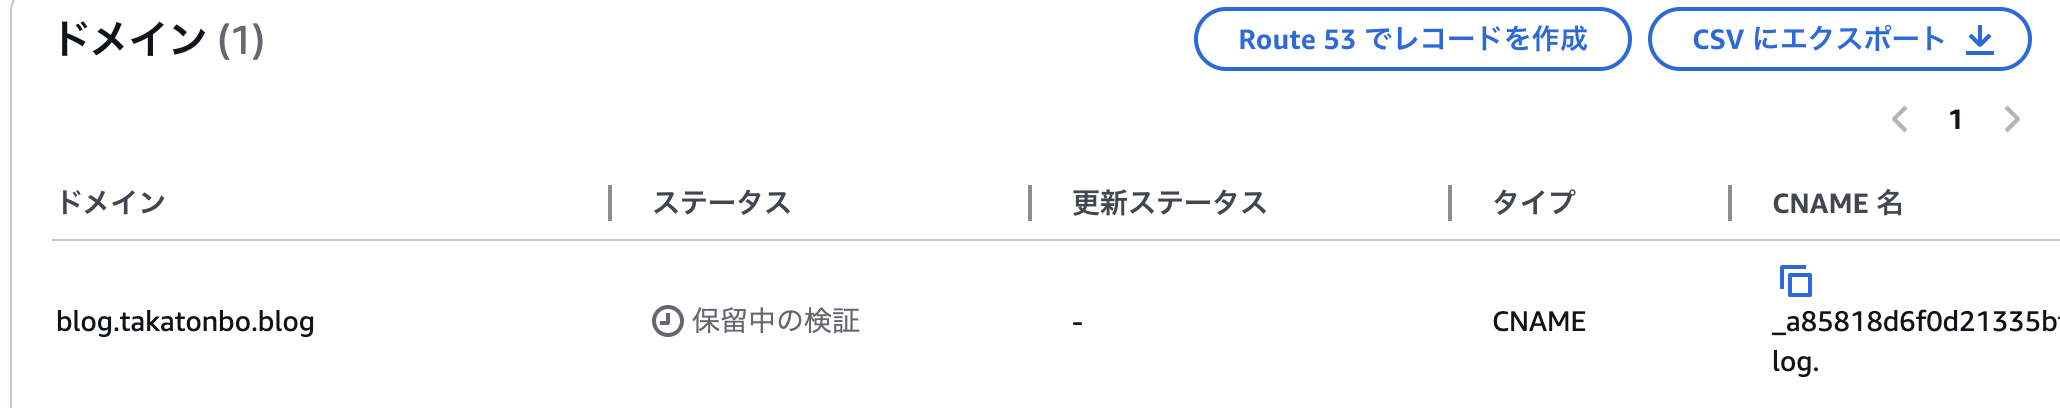 ドメイン (1)
Route 53 でレコードを作成
CSV にエクスポート
1
ドメイン
ステータス
更新ステータス
タイプ
CNAME 名
blog.takatonbo.blog
保留中の検証
-
CNAME
_a85818d6f0d21335b
log.